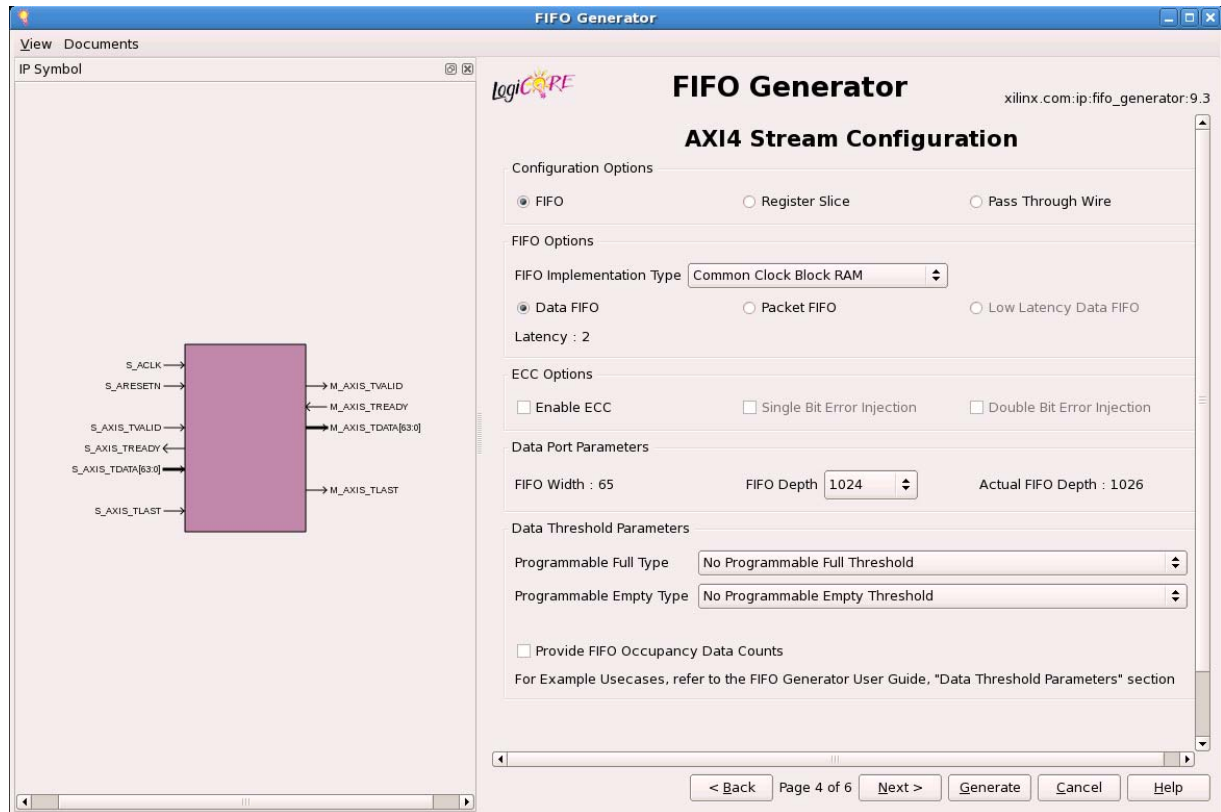 FIFO Generator
View Documents
IP Symbol
S_ACLK
S_ARESETN
M_AXIS_TVALID
M_AXIS_TREADY
S_AXIS_TVALID
M_AXIS_TDATA[63:0]
S_AXIS_TREADY
S_AXIS_TDATA[63:0]
M_AXIS_TLAST
S_AXIS_TLAST
LogiCORE
FIFO Generator
xilinx.com:ip:fifo_generator:9.3
AXI4 Stream Configuration
Configuration Options
FIFO Register Slice Pass Through Wire
FIFO Options
FIFO Implementation Type Common Clock Block RAM
Data FIFO Packet FIFO Low Latency Data FIFO
Latency : 2
ECC Options
Enable ECC Single Bit Error Injection Double Bit Error Injection
Data Port Parameters
FIFO Width : 65 FIFO Depth 1024 Actual FIFO Depth : 1026
Data Threshold Parameters
Programmable Full Type No Programmable Full Threshold
Programmable Empty Type No Programmable Empty Threshold
Provide FIFO Occupancy Data Counts
For Example Usecases, refer to the FIFO Generator User Guide, "Data Threshold Parameters" section
< Back Page 4 of 6 Next > Generate Cancel Help